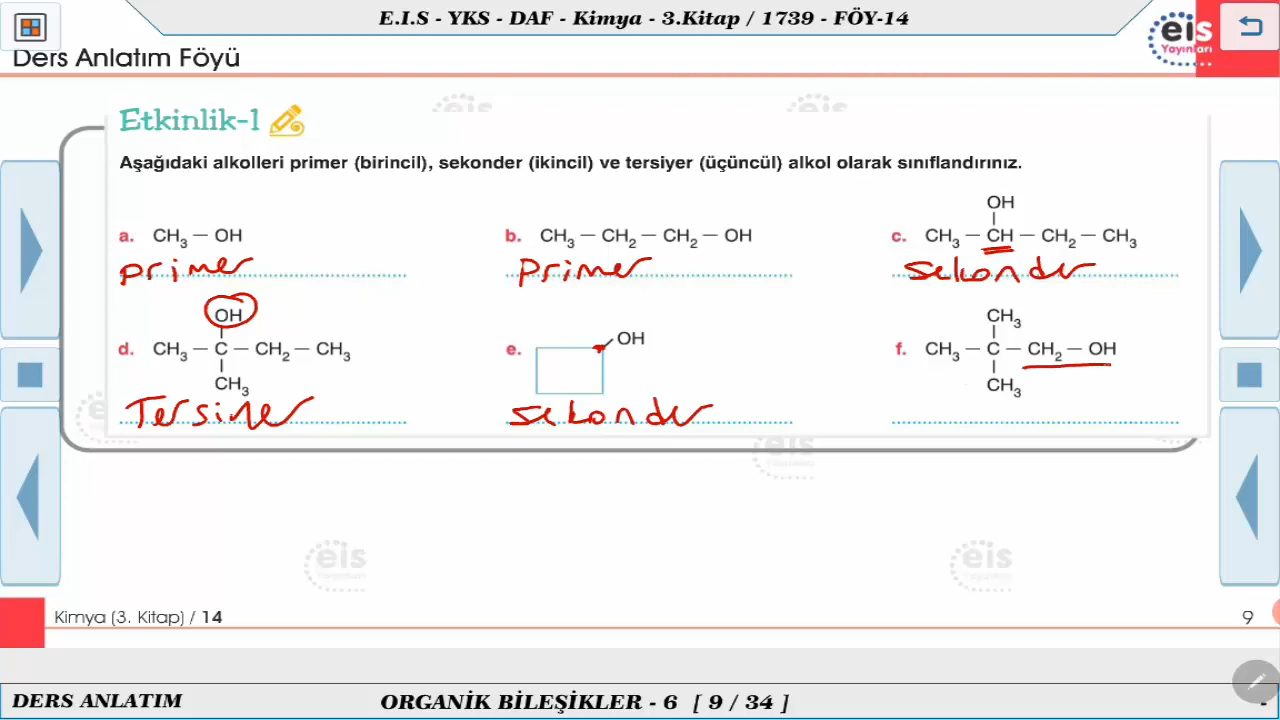 E.I.S - YKS - DAF - Kimya - 3.Kitap / 1739 - FÖY-14
eis
Yayınları
Ders Anlatım Föyü
Etkinlik-1
Aşağıdaki alkolleri primer (birincil), sekonder (ikincil) ve tersiyer (üçüncül) alkol olarak sınıflandırınız.
a. CH₃ — OH
primer
b. CH₃ — CH₂ — CH₂ — OH
primer
OH
c. CH₃ — CH — CH₂ — CH₃
sekonder
OH
d. CH₃ — C — CH₂ — CH₃
CH₃
Tersiyer
e. OH
sekonder
CH₃
f. CH₃ — C — CH₂ — OH
CH₃
eis
eis
Kimya (3. Kitap) / 14
9
DERS ANLATIM
ORGANİK BİLEŞİKLER - 6 [ 9 / 34 ]
-